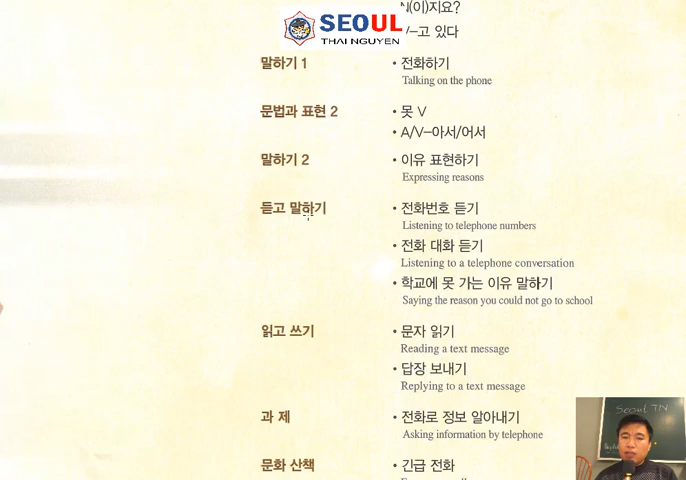 N(이)지요?
SEOUL
THAI NGUYEN
V–고 있다
말하기 1
• 전화하기
Talking on the phone
문법과 표현 2
• 못 V
• A/V–아서/어서
말하기 2
• 이유 표현하기
Expressing reasons
듣고 말하기
• 전화번호 듣기
Listening to telephone numbers
• 전화 대화 듣기
Listening to a telephone conversation
• 학교에 못 가는 이유 말하기
Saying the reason you could not go to school
읽고 쓰기
• 문자 읽기
Reading a text message
• 답장 보내기
Replying to a text message
과 제
• 전화로 정보 알아내기
Asking information by telephone
문화 산책
• 긴급 전화
Seoul TN